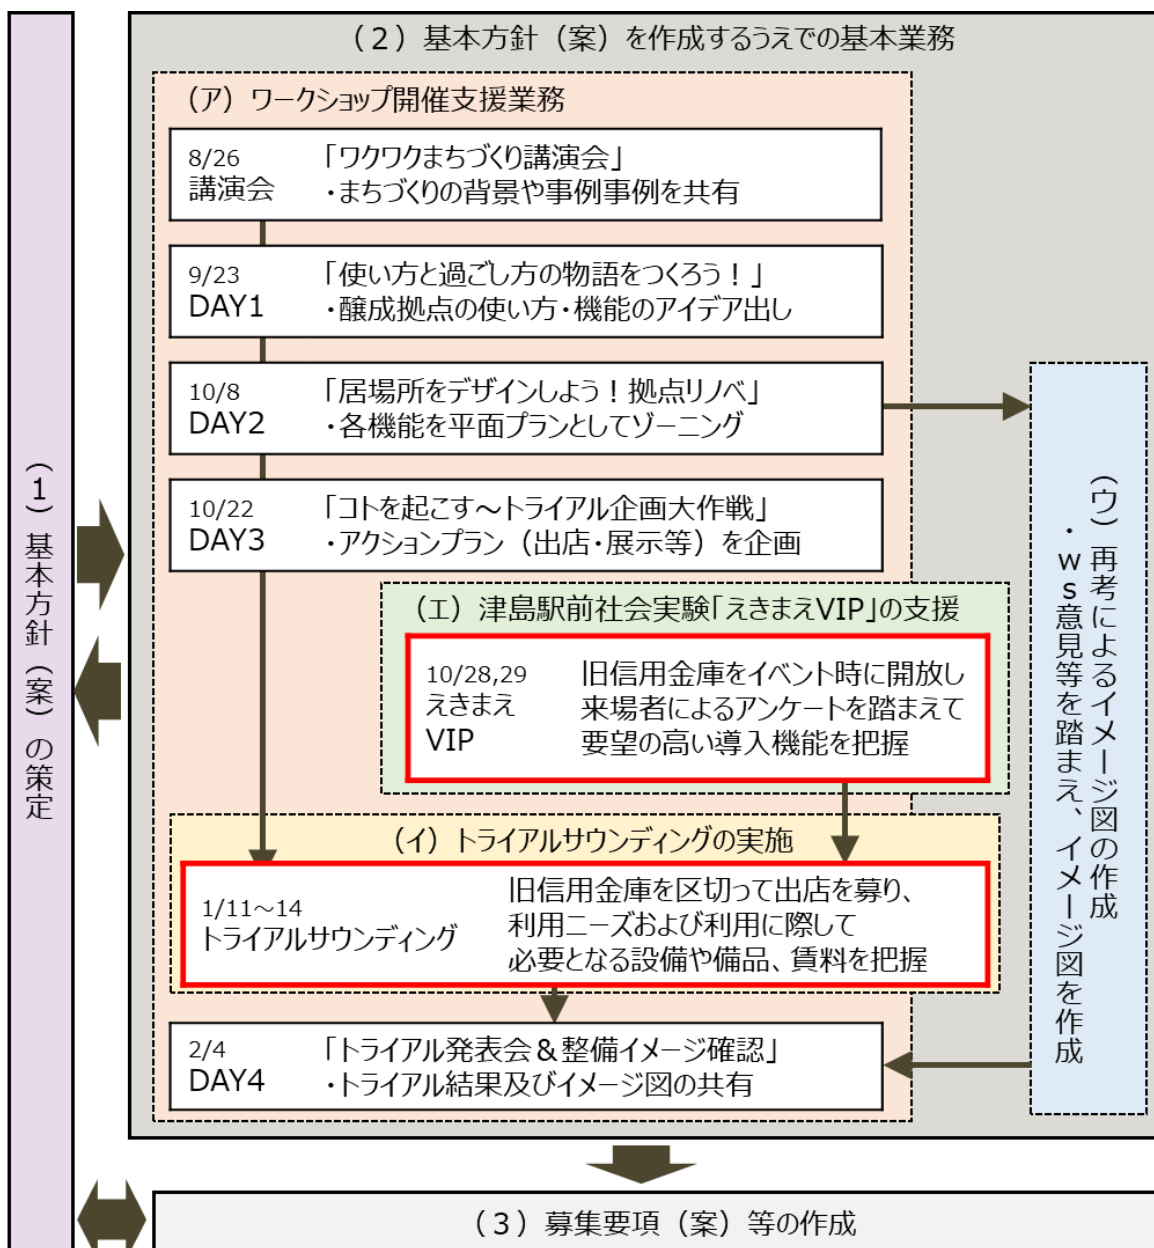 （１）基本方針（案）の策定
（２）基本方針（案）を作成するうえでの基本業務
（ア）ワークショップ開催支援業務
8/26
講演会
「ワクワクまちづくり講演会」
・まちづくりの背景や事例事例を共有
9/23
DAY1
「使い方と過ごし方の物語をつくろう！」
・醸成拠点の使い方・機能のアイデア出し
10/8
DAY2
「居場所をデザインしよう！拠点リノベ」
・各機能を平面プランとしてゾーニング
10/22
DAY3
「コトを起こす～トライアル企画大作戦」
・アクションプラン（出店・展示等）を企画
（エ）津島駅前社会実験「えきまえVIP」の支援
10/28,29
えきまえ
VIP
旧信用金庫をイベント時に開放し
来場者によるアンケートを踏まえて
要望の高い導入機能を把握
（イ）トライアルサウンディングの実施
1/11～14
トライアルサウンディング
旧信用金庫を区切って出店を募り、
利用ニーズおよび利用に際して
必要となる設備や備品、賃料を把握
2/4
DAY4
「トライアル発表会＆整備イメージ確認」
・トライアル結果及びイメージ図の共有
（ウ）再考によるイメージ図の作成
・ｗｓ意見等を踏まえ、イメージ図を作成
（３）募集要項（案）等の作成